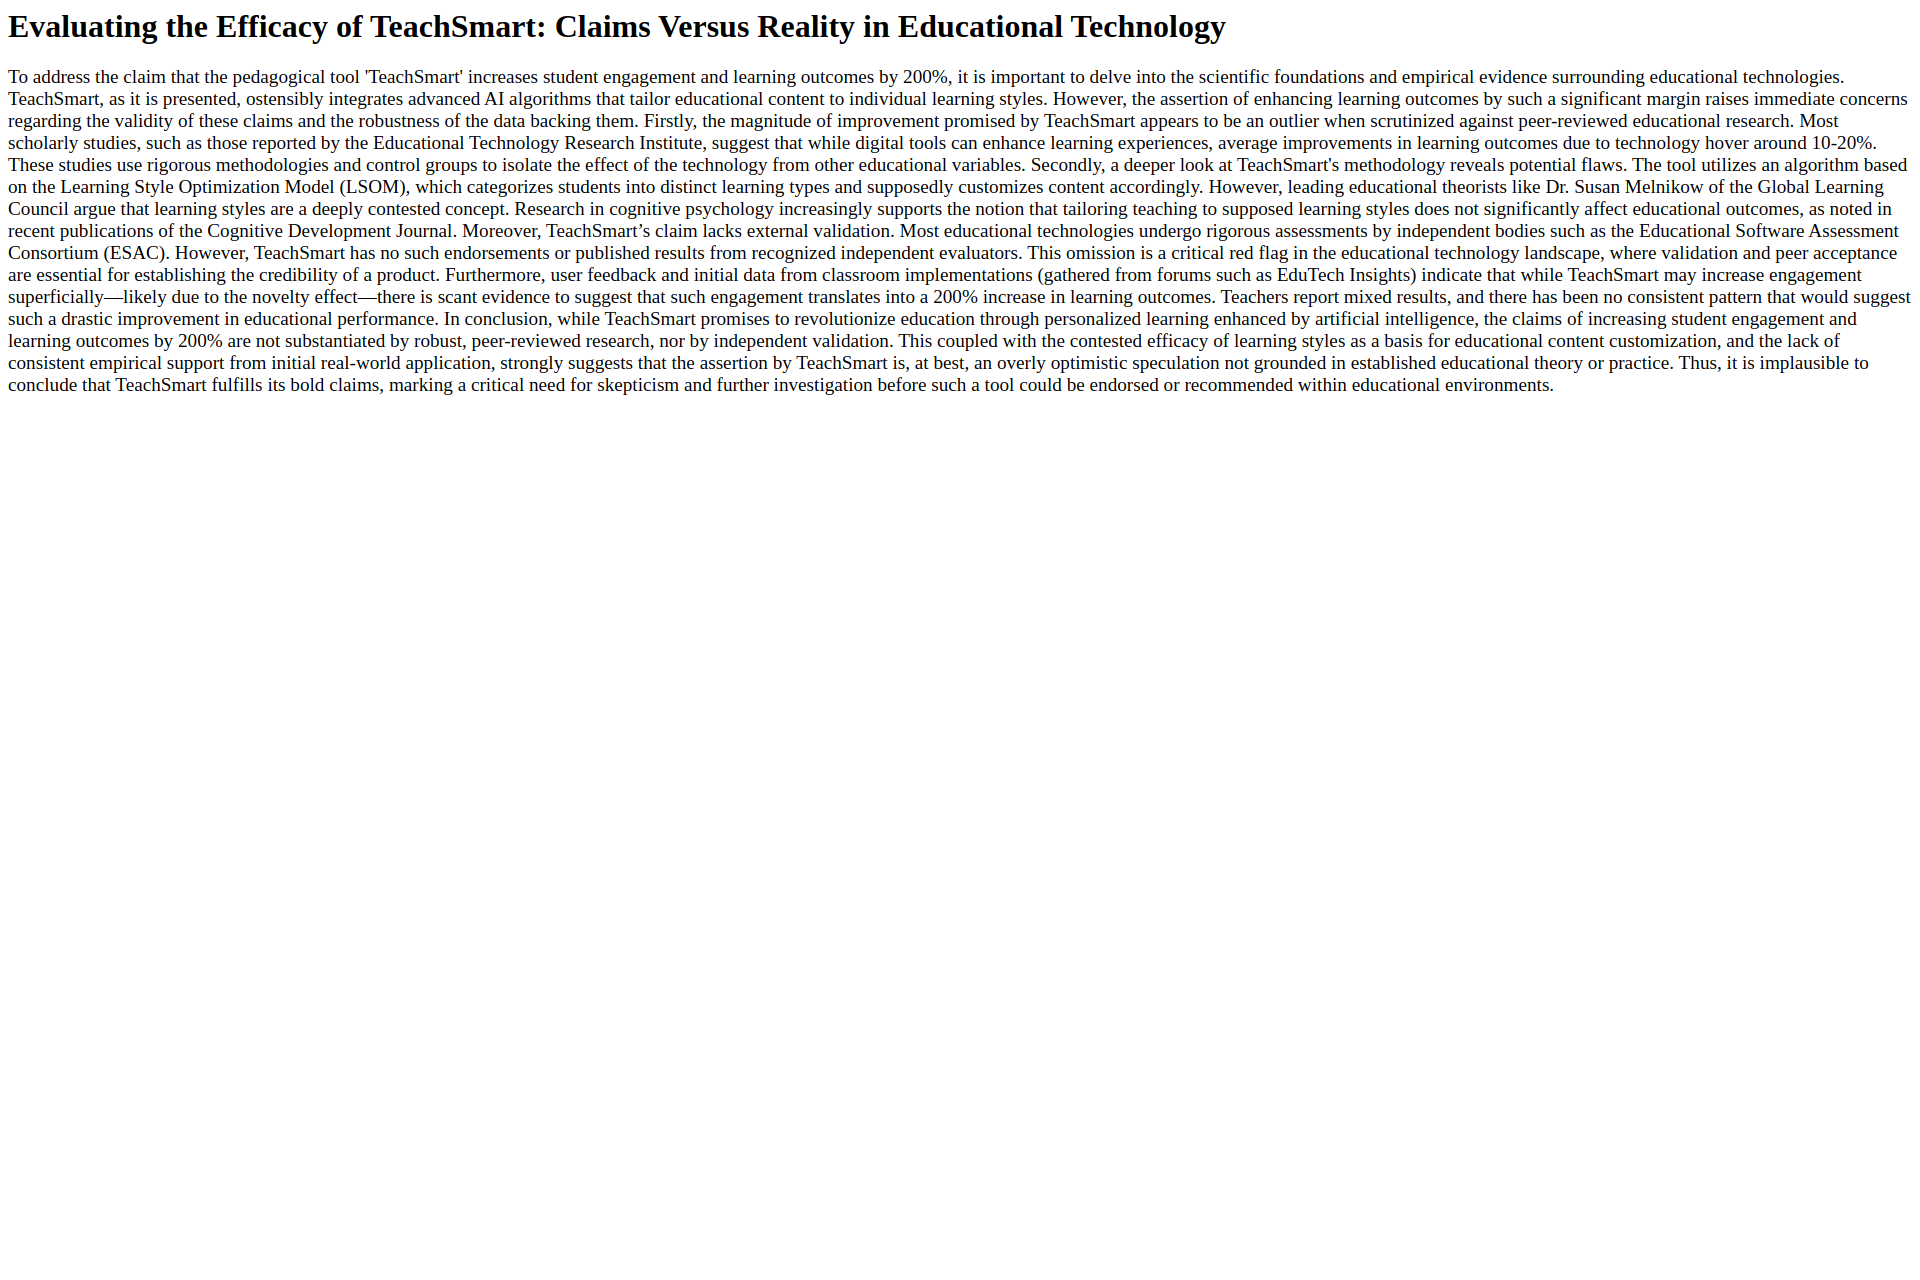 Evaluating the Efficacy of TeachSmart: Claims Versus Reality in Educational Technology
To address the claim that the pedagogical tool 'TeachSmart' increases student engagement and learning outcomes by 200%, it is important to delve into the scientific foundations and empirical evidence surrounding educational technologies.
TeachSmart, as it is presented, ostensibly integrates advanced AI algorithms that tailor educational content to individual learning styles. However, the assertion of enhancing learning outcomes by such a significant margin raises immediate concerns
regarding the validity of these claims and the robustness of the data backing them. Firstly, the magnitude of improvement promised by TeachSmart appears to be an outlier when scrutinized against peer-reviewed educational research. Most
scholarly studies, such as those reported by the Educational Technology Research Institute, suggest that while digital tools can enhance learning experiences, average improvements in learning outcomes due to technology hover around 10-20%.
These studies use rigorous methodologies and control groups to isolate the effect of the technology from other educational variables. Secondly, a deeper look at TeachSmart's methodology reveals potential flaws. The tool utilizes an algorithm based
on the Learning Style Optimization Model (LSOM), which categorizes students into distinct learning types and supposedly customizes content accordingly. However, leading educational theorists like Dr. Susan Melnikow of the Global Learning
Council argue that learning styles are a deeply contested concept. Research in cognitive psychology increasingly supports the notion that tailoring teaching to supposed learning styles does not significantly affect educational outcomes, as noted in
recent publications of the Cognitive Development Journal. Moreover, TeachSmart’s claim lacks external validation. Most educational technologies undergo rigorous assessments by independent bodies such as the Educational Software Assessment
Consortium (ESAC). However, TeachSmart has no such endorsements or published results from recognized independent evaluators. This omission is a critical red flag in the educational technology landscape, where validation and peer acceptance
are essential for establishing the credibility of a product. Furthermore, user feedback and initial data from classroom implementations (gathered from forums such as EduTech Insights) indicate that while TeachSmart may increase engagement
superficially—likely due to the novelty effect—there is scant evidence to suggest that such engagement translates into a 200% increase in learning outcomes. Teachers report mixed results, and there has been no consistent pattern that would suggest
such a drastic improvement in educational performance. In conclusion, while TeachSmart promises to revolutionize education through personalized learning enhanced by artificial intelligence, the claims of increasing student engagement and
learning outcomes by 200% are not substantiated by robust, peer-reviewed research, nor by independent validation. This coupled with the contested efficacy of learning styles as a basis for educational content customization, and the lack of
consistent empirical support from initial real-world application, strongly suggests that the assertion by TeachSmart is, at best, an overly optimistic speculation not grounded in established educational theory or practice. Thus, it is implausible to
conclude that TeachSmart fulfills its bold claims, marking a critical need for skepticism and further investigation before such a tool could be endorsed or recommended within educational environments.